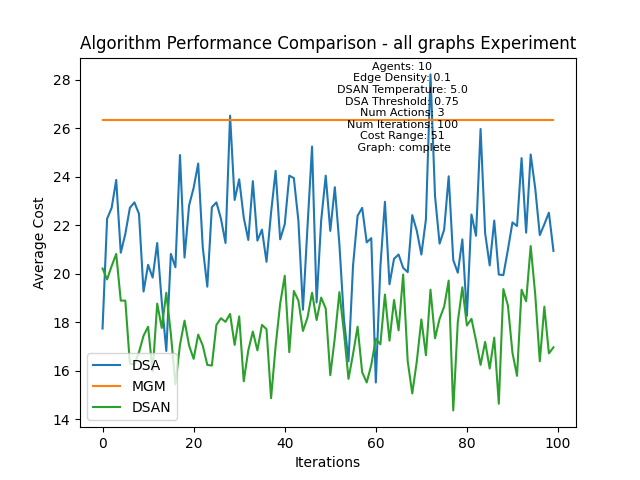 Algorithm Performance Comparison - all graphs Experiment
Agents: 10
Edge Density: 0.1
DSAN Temperature: 5.0
DSA Threshold: 0.75
Num Actions: 3
Num Iterations: 100
Cost Range: 51
Graph: complete
Average Cost
28
26
24
22
20
18
16
14
DSA
MGM
DSAN
0
20
40
60
80
100
Iterations